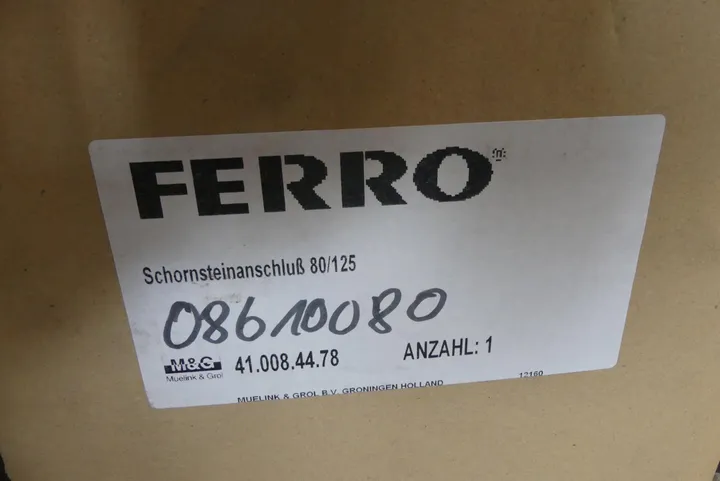 FERRO
Schornsteinanschluß 80/125
08610080
M&G 41.008.44.78 ANZAHL: 1
Muelink & Grol
MUELINK & GROL B.V. GRONINGEN HOLLAND 12160